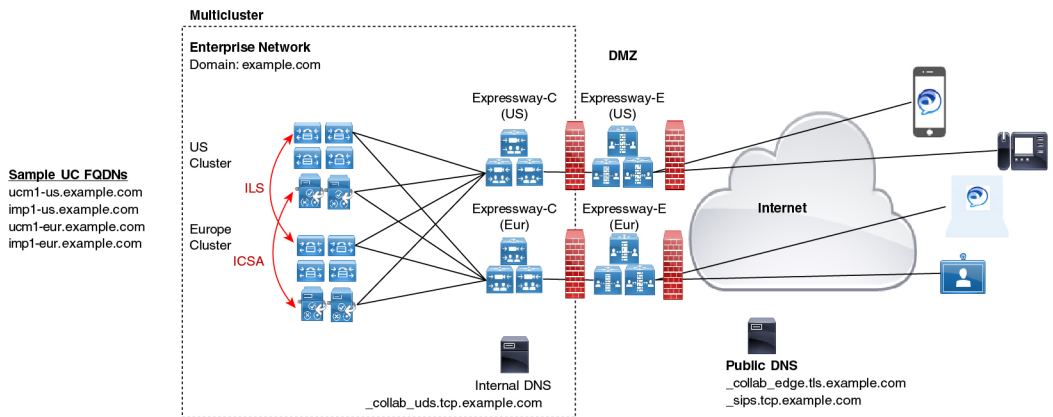 Multicluster
Enterprise Network
Domain: example.com
DMZ
Expressway-C
(US)
Expressway-E
(US)
US
Cluster
Sample UC FQDNs
ucm1-us.example.com
imp1-us.example.com
ucm1-eur.example.com
imp1-eur.example.com
ILS
Europe
Cluster
ICSA
Expressway-C
(Eur)
Expressway-E
(Eur)
Internet
Internal DNS
_collab_uds.tcp.example.com
Public DNS
_collab_edge.tls.example.com
_sips.tcp.example.com